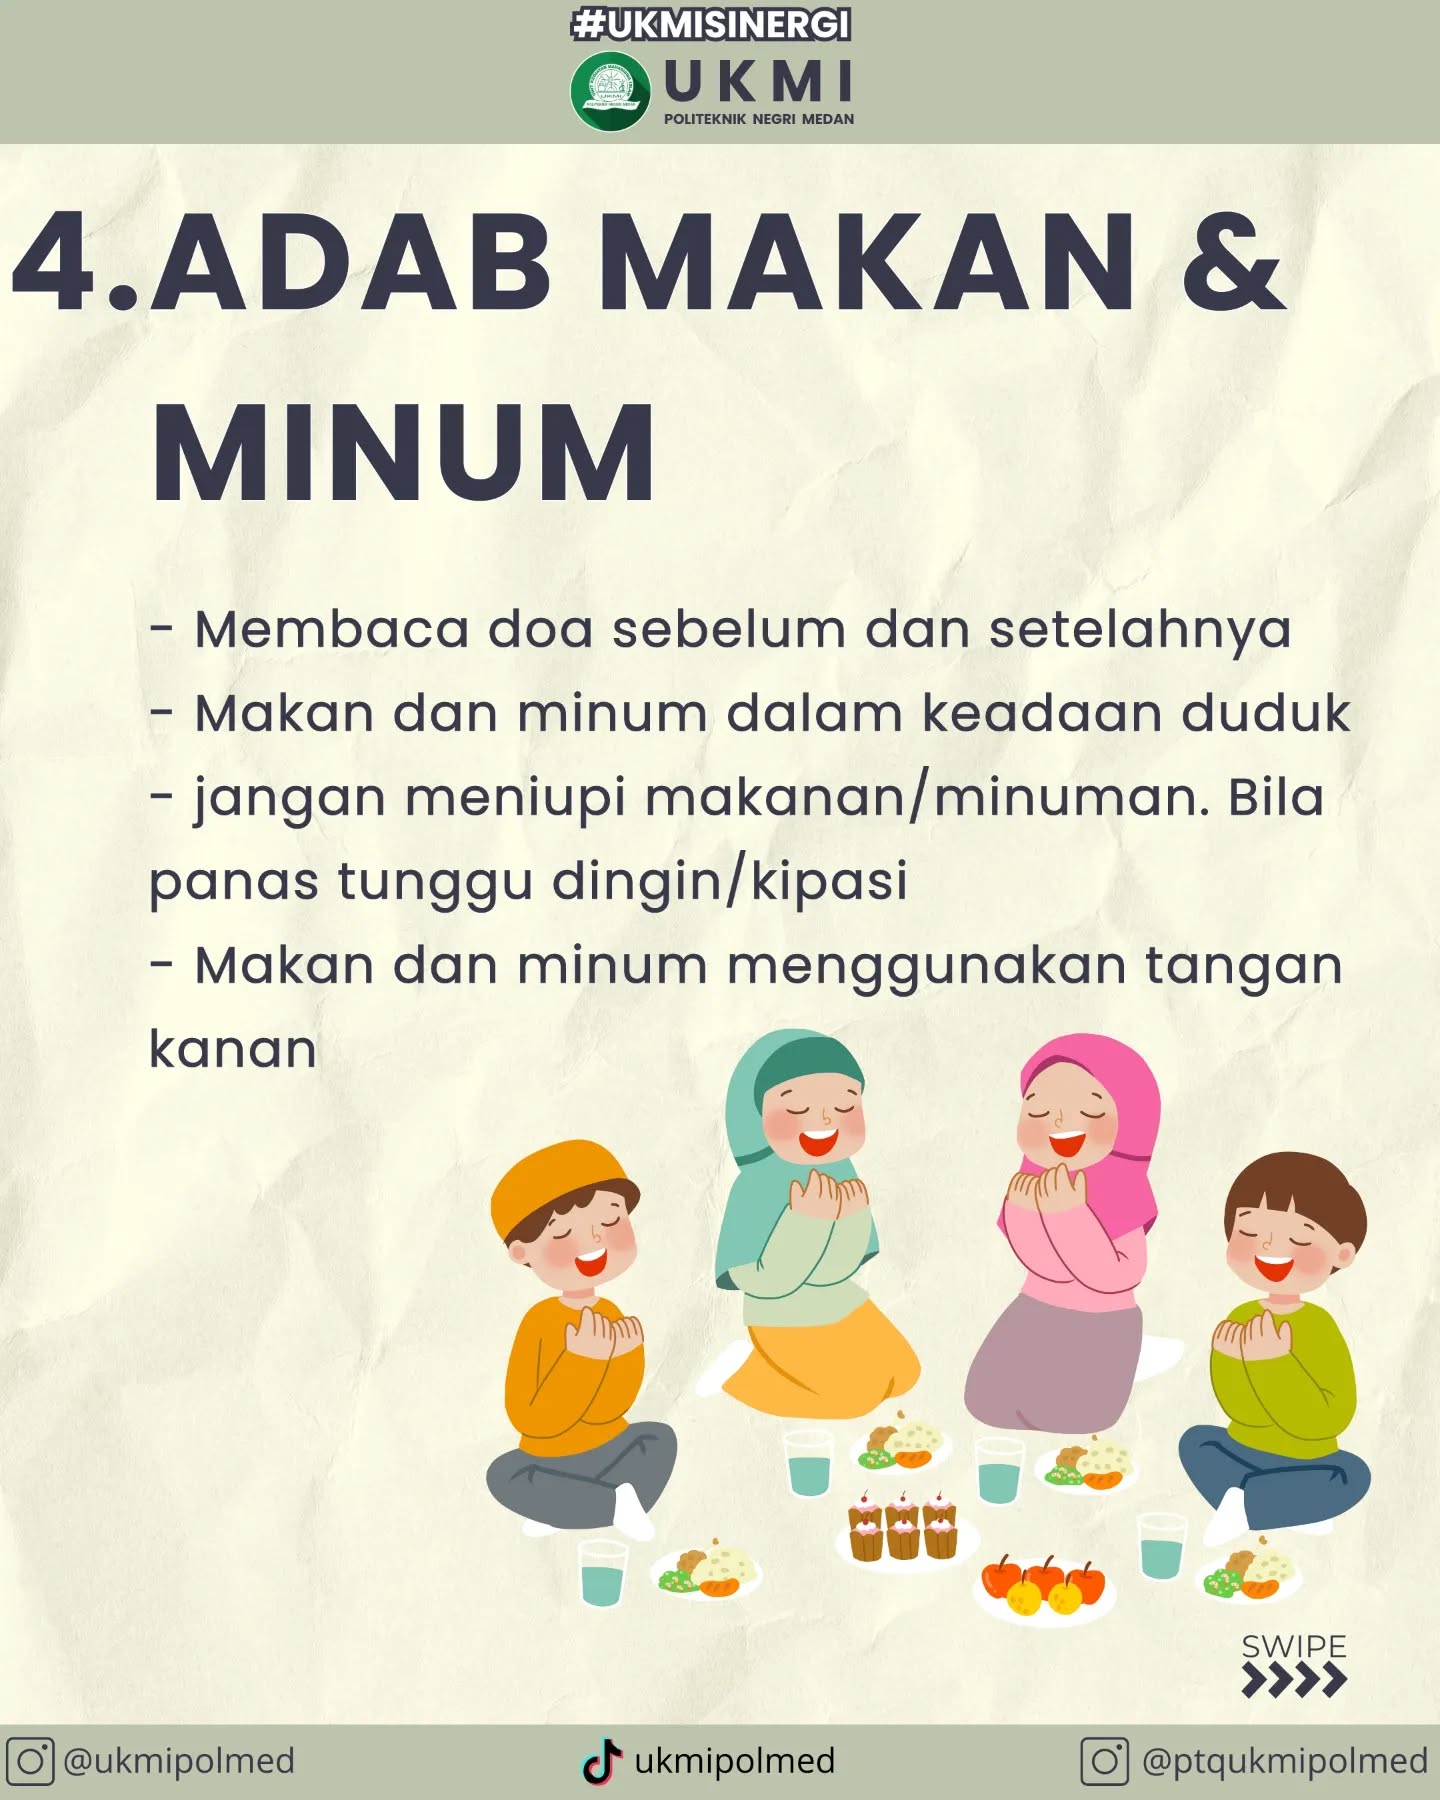 #UKMISINERGI
UKMI
POLITEKNIK NEGRI MEDAN
4.ADAB MAKAN &
MINUM
- Membaca doa sebelum dan setelahnya
- Makan dan minum dalam keadaan duduk
- jangan meniupi makanan/minuman. Bila
panas tunggu dingin/kipasi
- Makan dan minum menggunakan tangan
kanan
SWIPE
@ukmipolmed
ukmipolmed
@ptqukmipolmed